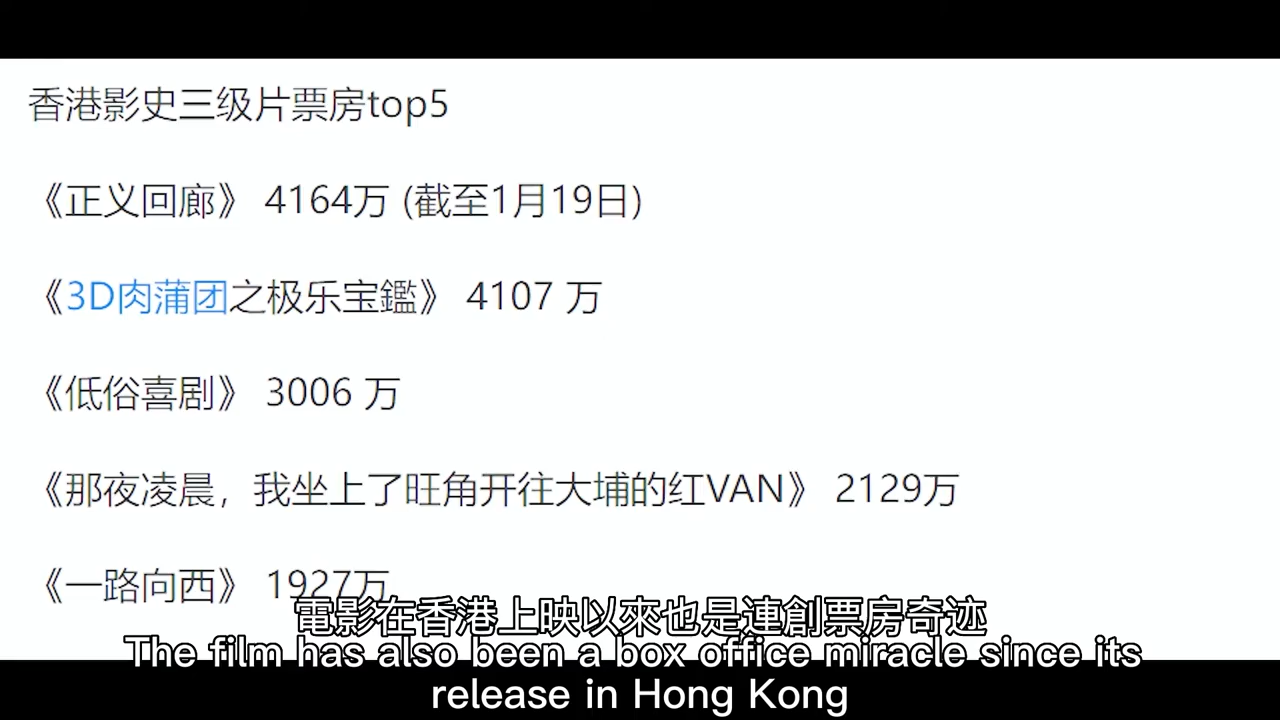 香港影史三级片票房top5
《正义回廊》 4164万 (截至1月19日)
《3D肉蒲团之极乐宝鑑》 4107 万
《低俗喜剧》 3006 万
《那夜凌晨，我坐上了旺角开往大埔的红VAN》 2129万
《一路向西》 1927万
電影在香港上映以來也是連創票房奇迹
The film has also been a box office miracle since its
release in Hong Kong